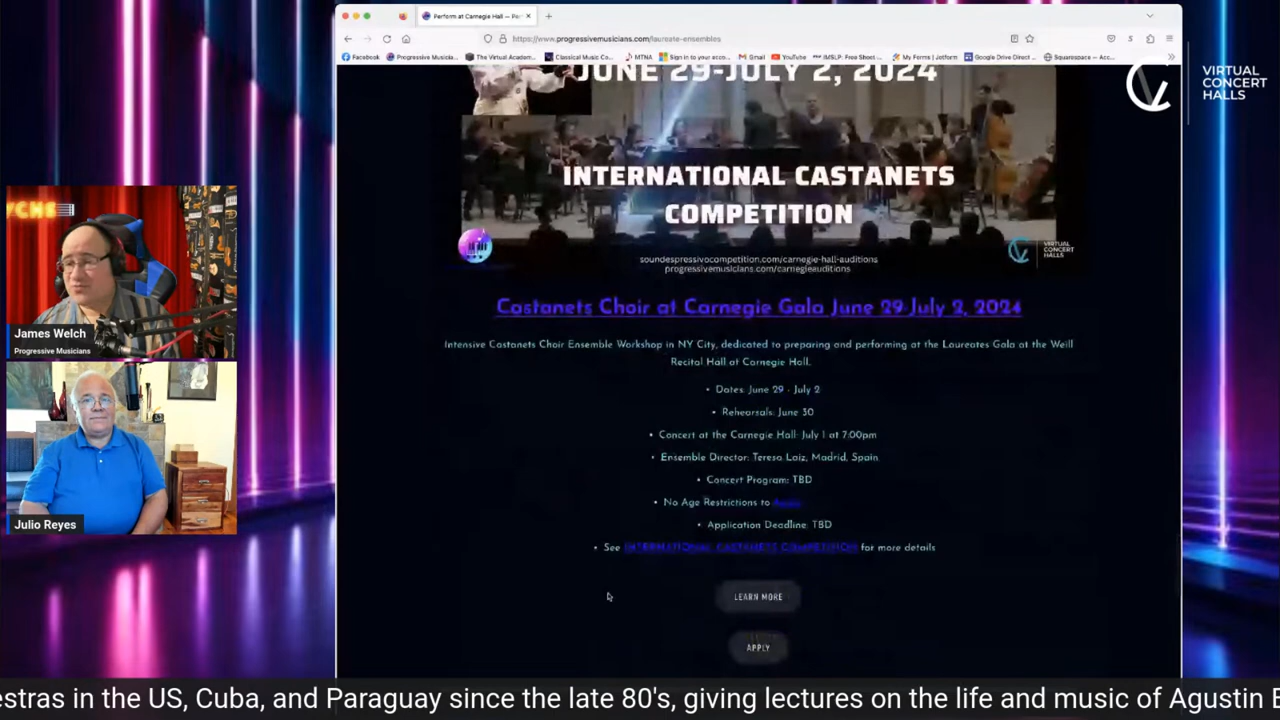 Perform at Carnegie Hall — Por
https://www.progressivemusicians.com/laureate-ensembles
Facebook
Progressive Musicia...
The Virtual Academ...
Classical Music Co...
MTNA
Sign in to your acco...
Gmail
YouTube
IMSLP: Free Sheet ...
My Forms | Jotform
Google Drive Direct ...
Squarespace — Acc...
JUNE 29-JULY 2, 2024
VIRTUAL
CONCERT
HALLS
INTERNATIONAL CASTANETS
COMPETITION
soundespressivocompetition.com/carnegie-hall-auditions
progressivemusicians.com/carnegieauditions
VIRTUAL
CONCERT
HALLS
Castanets Choir at Carnegie Gala June 29-July 2, 2024
Intensive Castanets Choir Ensemble Workshop in NY City, dedicated to preparing and performing at the Laureates Gala at the Weill
Recital Hall at Carnegie Hall.
• Dates: June 29 - July 2
• Rehearsals: June 30
• Concert at the Carnegie Hall: July 1 at 7:00pm
• Ensemble Director: Teresa Laiz, Madrid, Spain
• Concert Program: TBD
• No Age Restrictions to
• Application Deadline: TBD
• See INTERNATIONAL CASTANETS COMPETITION for more details
LEARN MORE
APPLY
VCMS
James Welch
Progressive Musicians
Julio Reyes
estras in the US, Cuba, and Paraguay since the late 80's, giving lectures on the life and music of Agustin